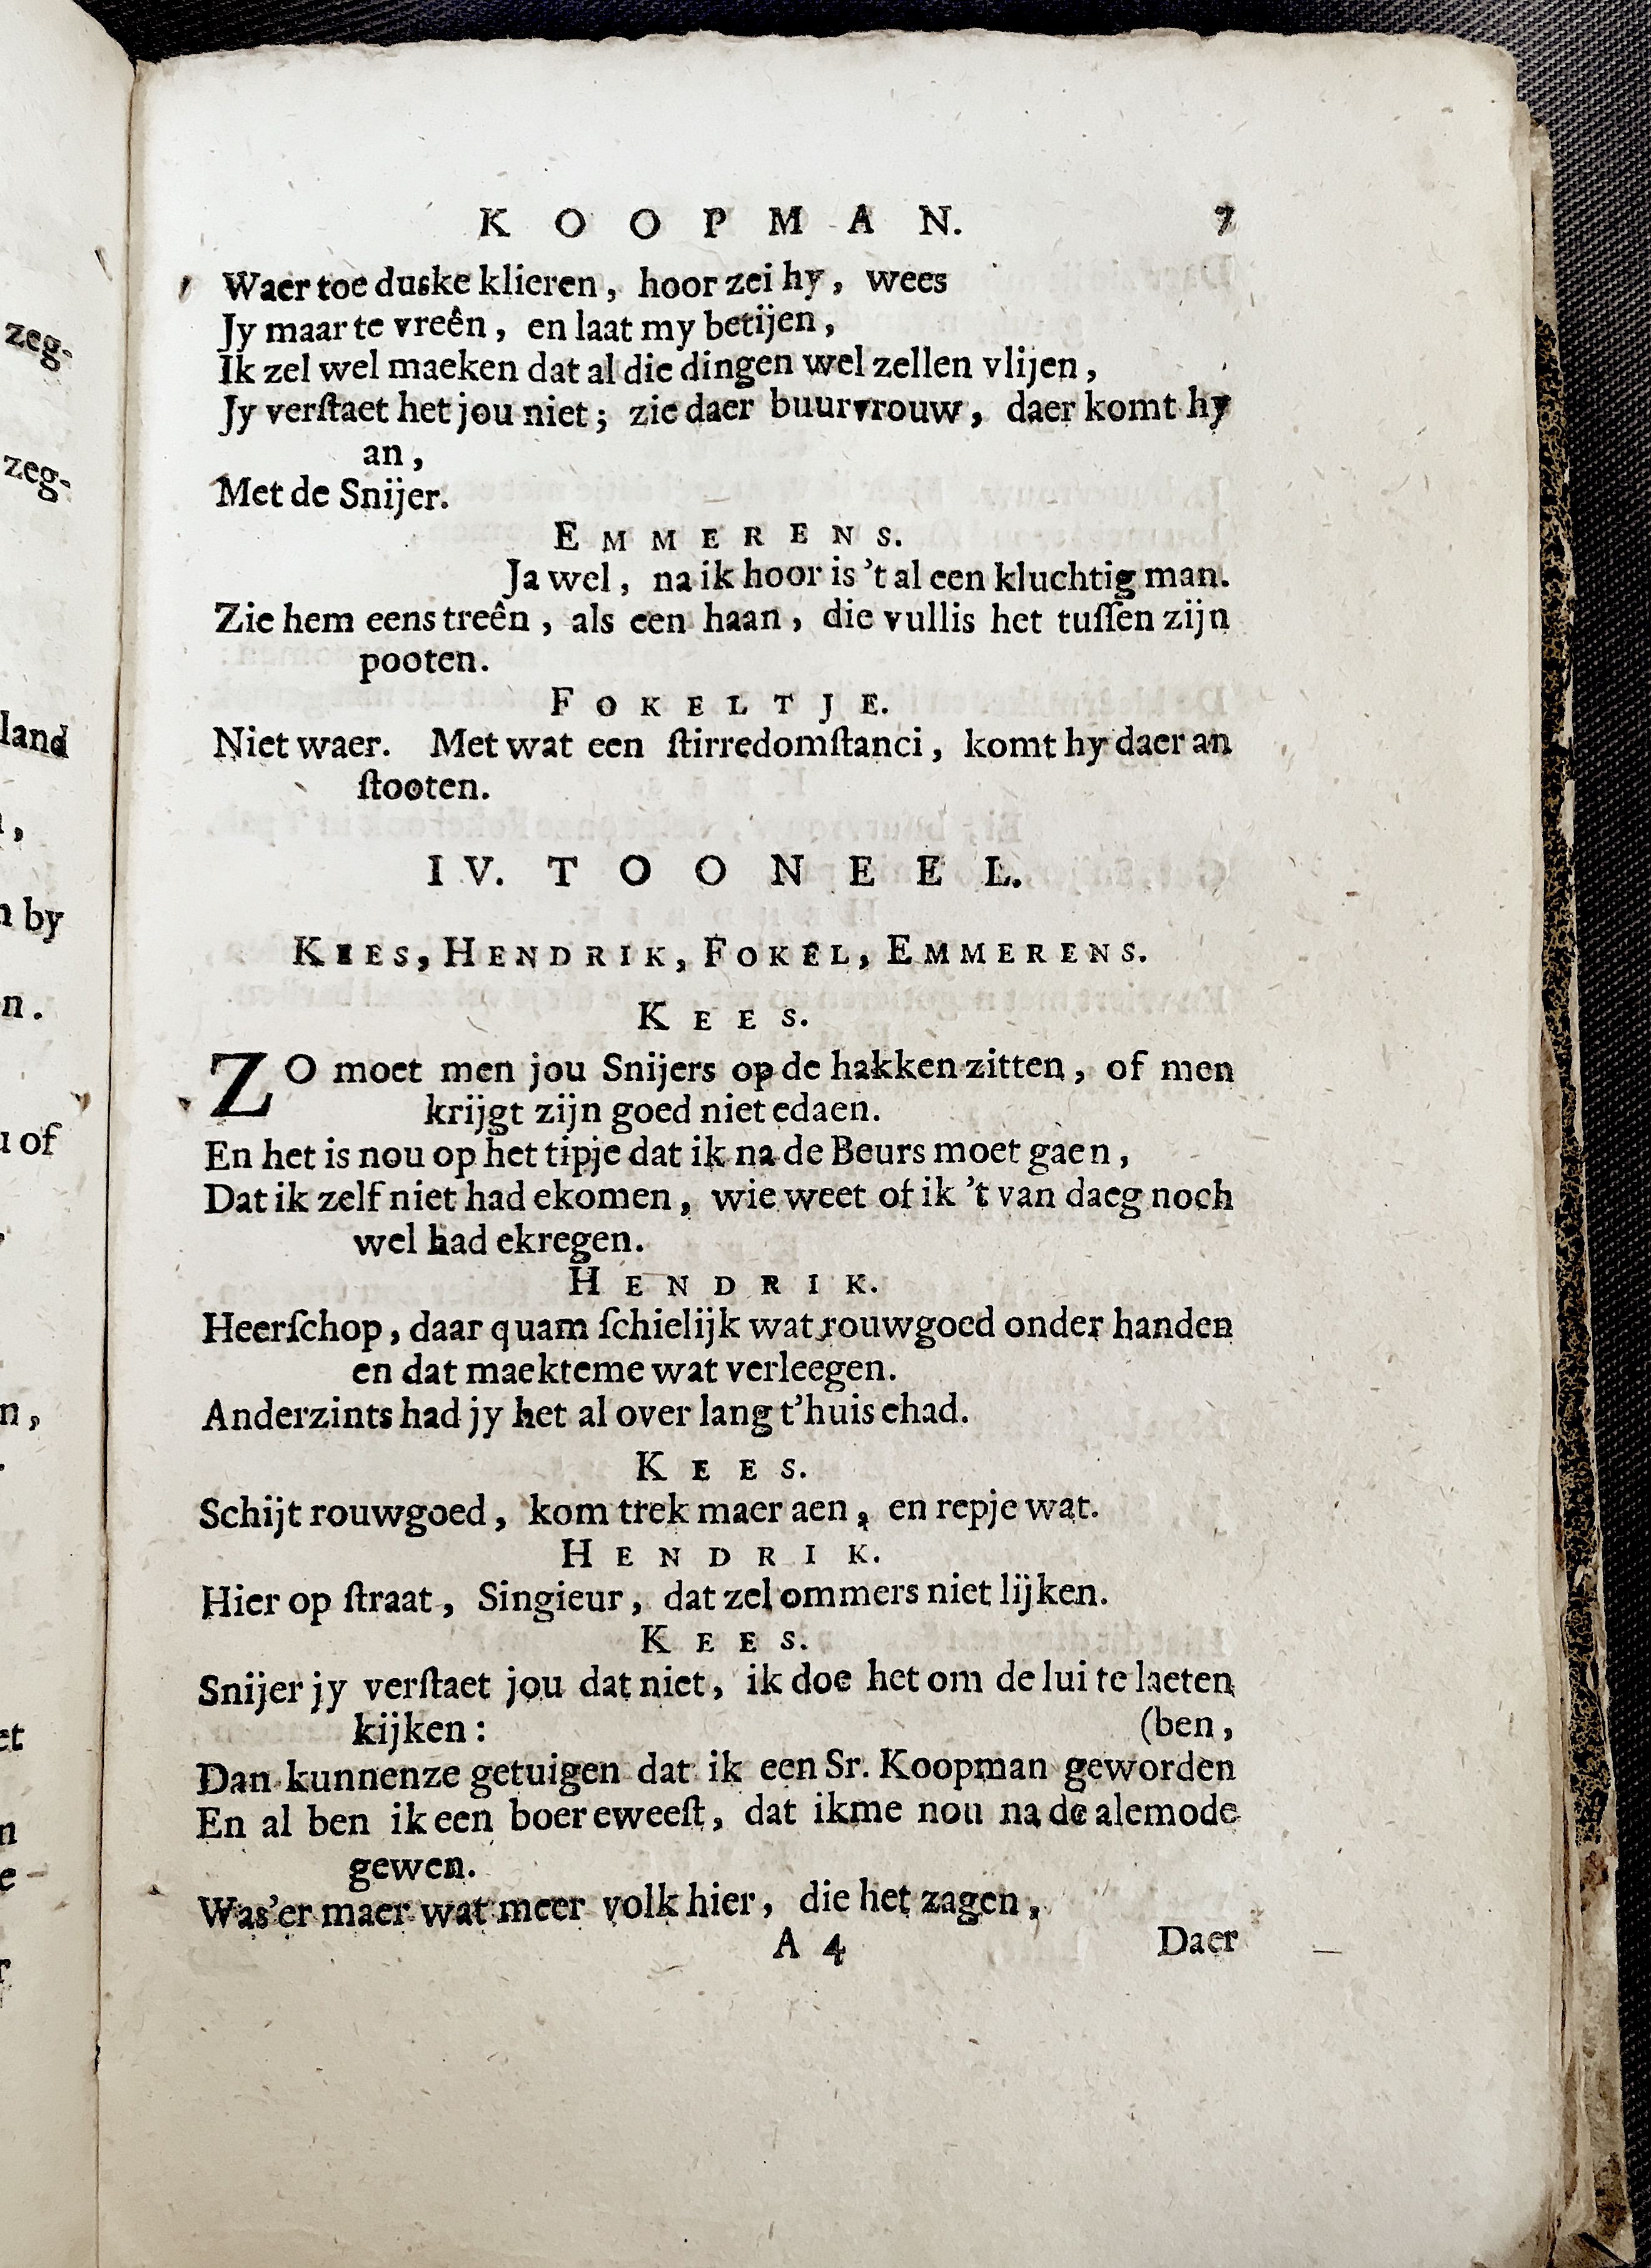 KOOPMAN. 7
Waer toe duske klieren, hoor zei hy, wees
Jy maar te vreên, en laat my betijen,
Ik zel wel maeken dat al die dingen wel zellen vlijen,
Jy verſtaet het jou niet; zie daer buurvrouw, daer komt hy
an,
Met de Snijer.
EMMERENS.
Ja wel, na ik hoor is 't al een kluchtig man.
Zie hem eens treên, als een haan, die vullis het tuſſen zijn
pooten.
FOKELTJE.
Niet waer. Met wat een ſtirredomſtanci, komt hy daer an
ſtooten.
IV. TOONEEL.
KEES, HENDRIK, FOKEL, EMMERENS.
KEES.
ZO moet men jou Snijers op de hakken zitten, of men
krijgt zijn goed niet edaen.
En het is nou op het tipje dat ik na de Beurs moet gaen,
Dat ik zelf niet had ekomen, wie weet of ik 't van daeg noch
wel had ekregen.
HENDRIK.
Heerſchop, daar quam ſchielijk wat rouwgoed onder handen
en dat maekteme wat verleegen.
Anderzints had jy het al over lang t'huis ehad.
KEES.
Schijt rouwgoed, kom trek maer aen, en repje wat.
HENDRIK.
Hier op ſtraat, Singieur, dat zel ommers niet lijken.
KEES.
Snijer jy verſtaet jou dat niet, ik doe het om de lui te laeten
kijken: (ben,
Dan kunnenze getuigen dat ik een Sr. Koopman geworden
En al ben ik een boer eweeſt, dat ikme nou na de alemode
gewen.
Was'er maer wat meer volk hier, die het zagen,
A 4 Daer
zeg-
zeg-
land
by
of